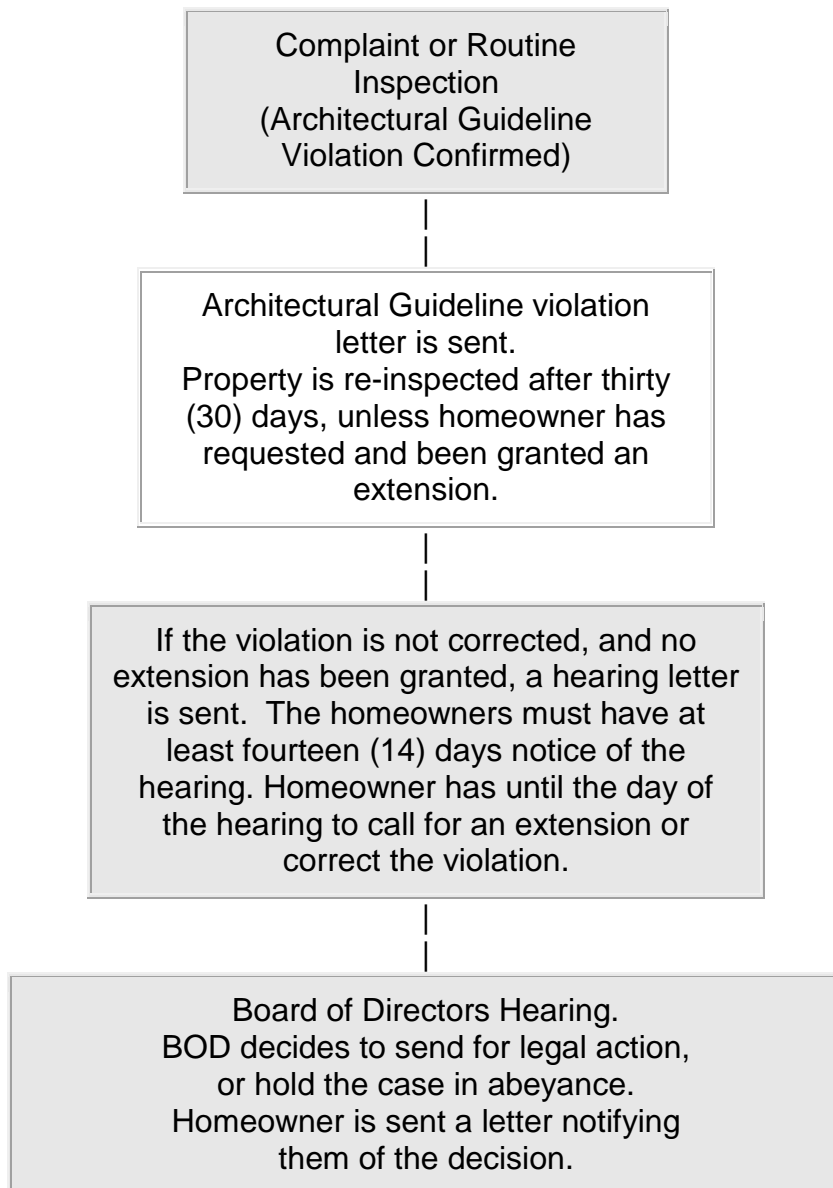 Complaint or Routine
Inspection
(Architectural Guideline
Violation Confirmed)
Architectural Guideline violation
letter is sent.
Property is re-inspected after thirty
(30) days, unless homeowner has
requested and been granted an
extension.
If the violation is not corrected, and no
extension has been granted, a hearing letter
is sent.  The homeowners must have at
least fourteen (14) days notice of the
hearing. Homeowner has until the day of
the hearing to call for an extension or
correct the violation.
Board of Directors Hearing.
BOD decides to send for legal action,
or hold the case in abeyance.
Homeowner is sent a letter notifying
them of the decision.